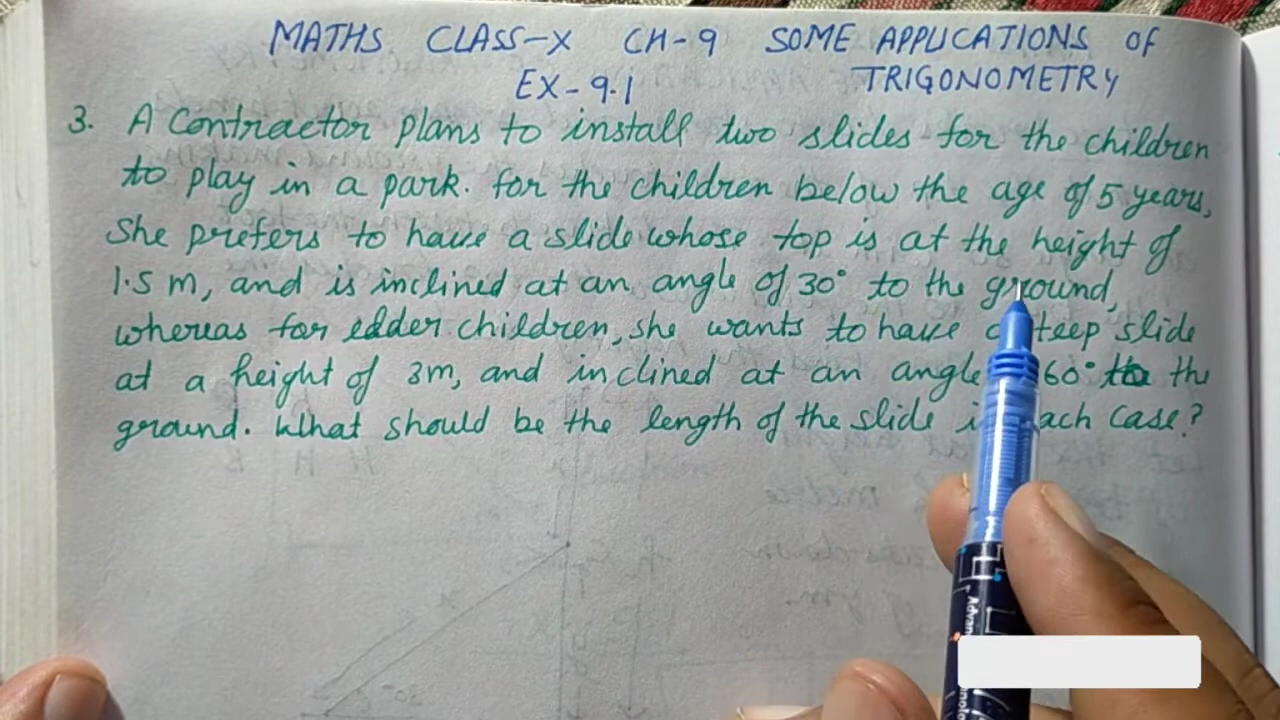 MATHS CLASS-X CH-9 SOME APPLICATIONS OF
EX-9.1 TRIGONOMETRY
3. A Contractor plans to install two slides for the children
to play in a park. for the children below the age of 5 years,
She prefers to have a slide whose top is at the height of
1.5 m, and is inclined at an angle of 30° to the ground,
whereas for elder children, she wants to have a steep slide
at a height of 3m, and inclined at an angle 60° to the
ground. What should be the length of the slide each case?